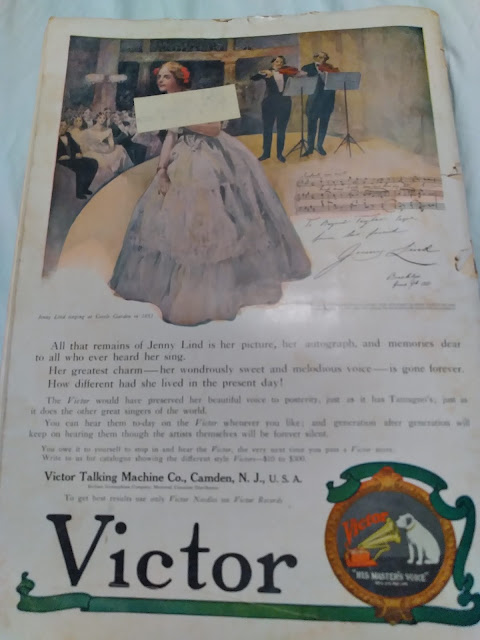 Jenny Lind
Jenny Lind singing at Castle Garden in 1851
All that remains of Jenny Lind is her picture, her autograph, and memories dear
to all who ever heard her sing.
Her greatest charm—her wondrously sweet and melodious voice—is gone forever.
How different had she lived in the present day!
The Victor would have preserved her beautiful voice to posterity, just as it has Tamagno's, just as
it does the other great singers of the world.
You can hear them to-day on the Victor whenever you like; and generation after generation will
keep on hearing them though the artists themselves will be forever silent.
You owe it to yourself to stop in and hear the Victor, the very next time you pass a Victor store.
Write to us for catalogue showing the different style Victors—$10 to $300.
Victor Talking Machine Co., Camden, N. J., U. S. A.
Berliner Gramophone Company, Montreal, Canadian Distributors
To get best results use only Victor Needles on Victor Records
Victor
Victor
"HIS MASTER'S VOICE"